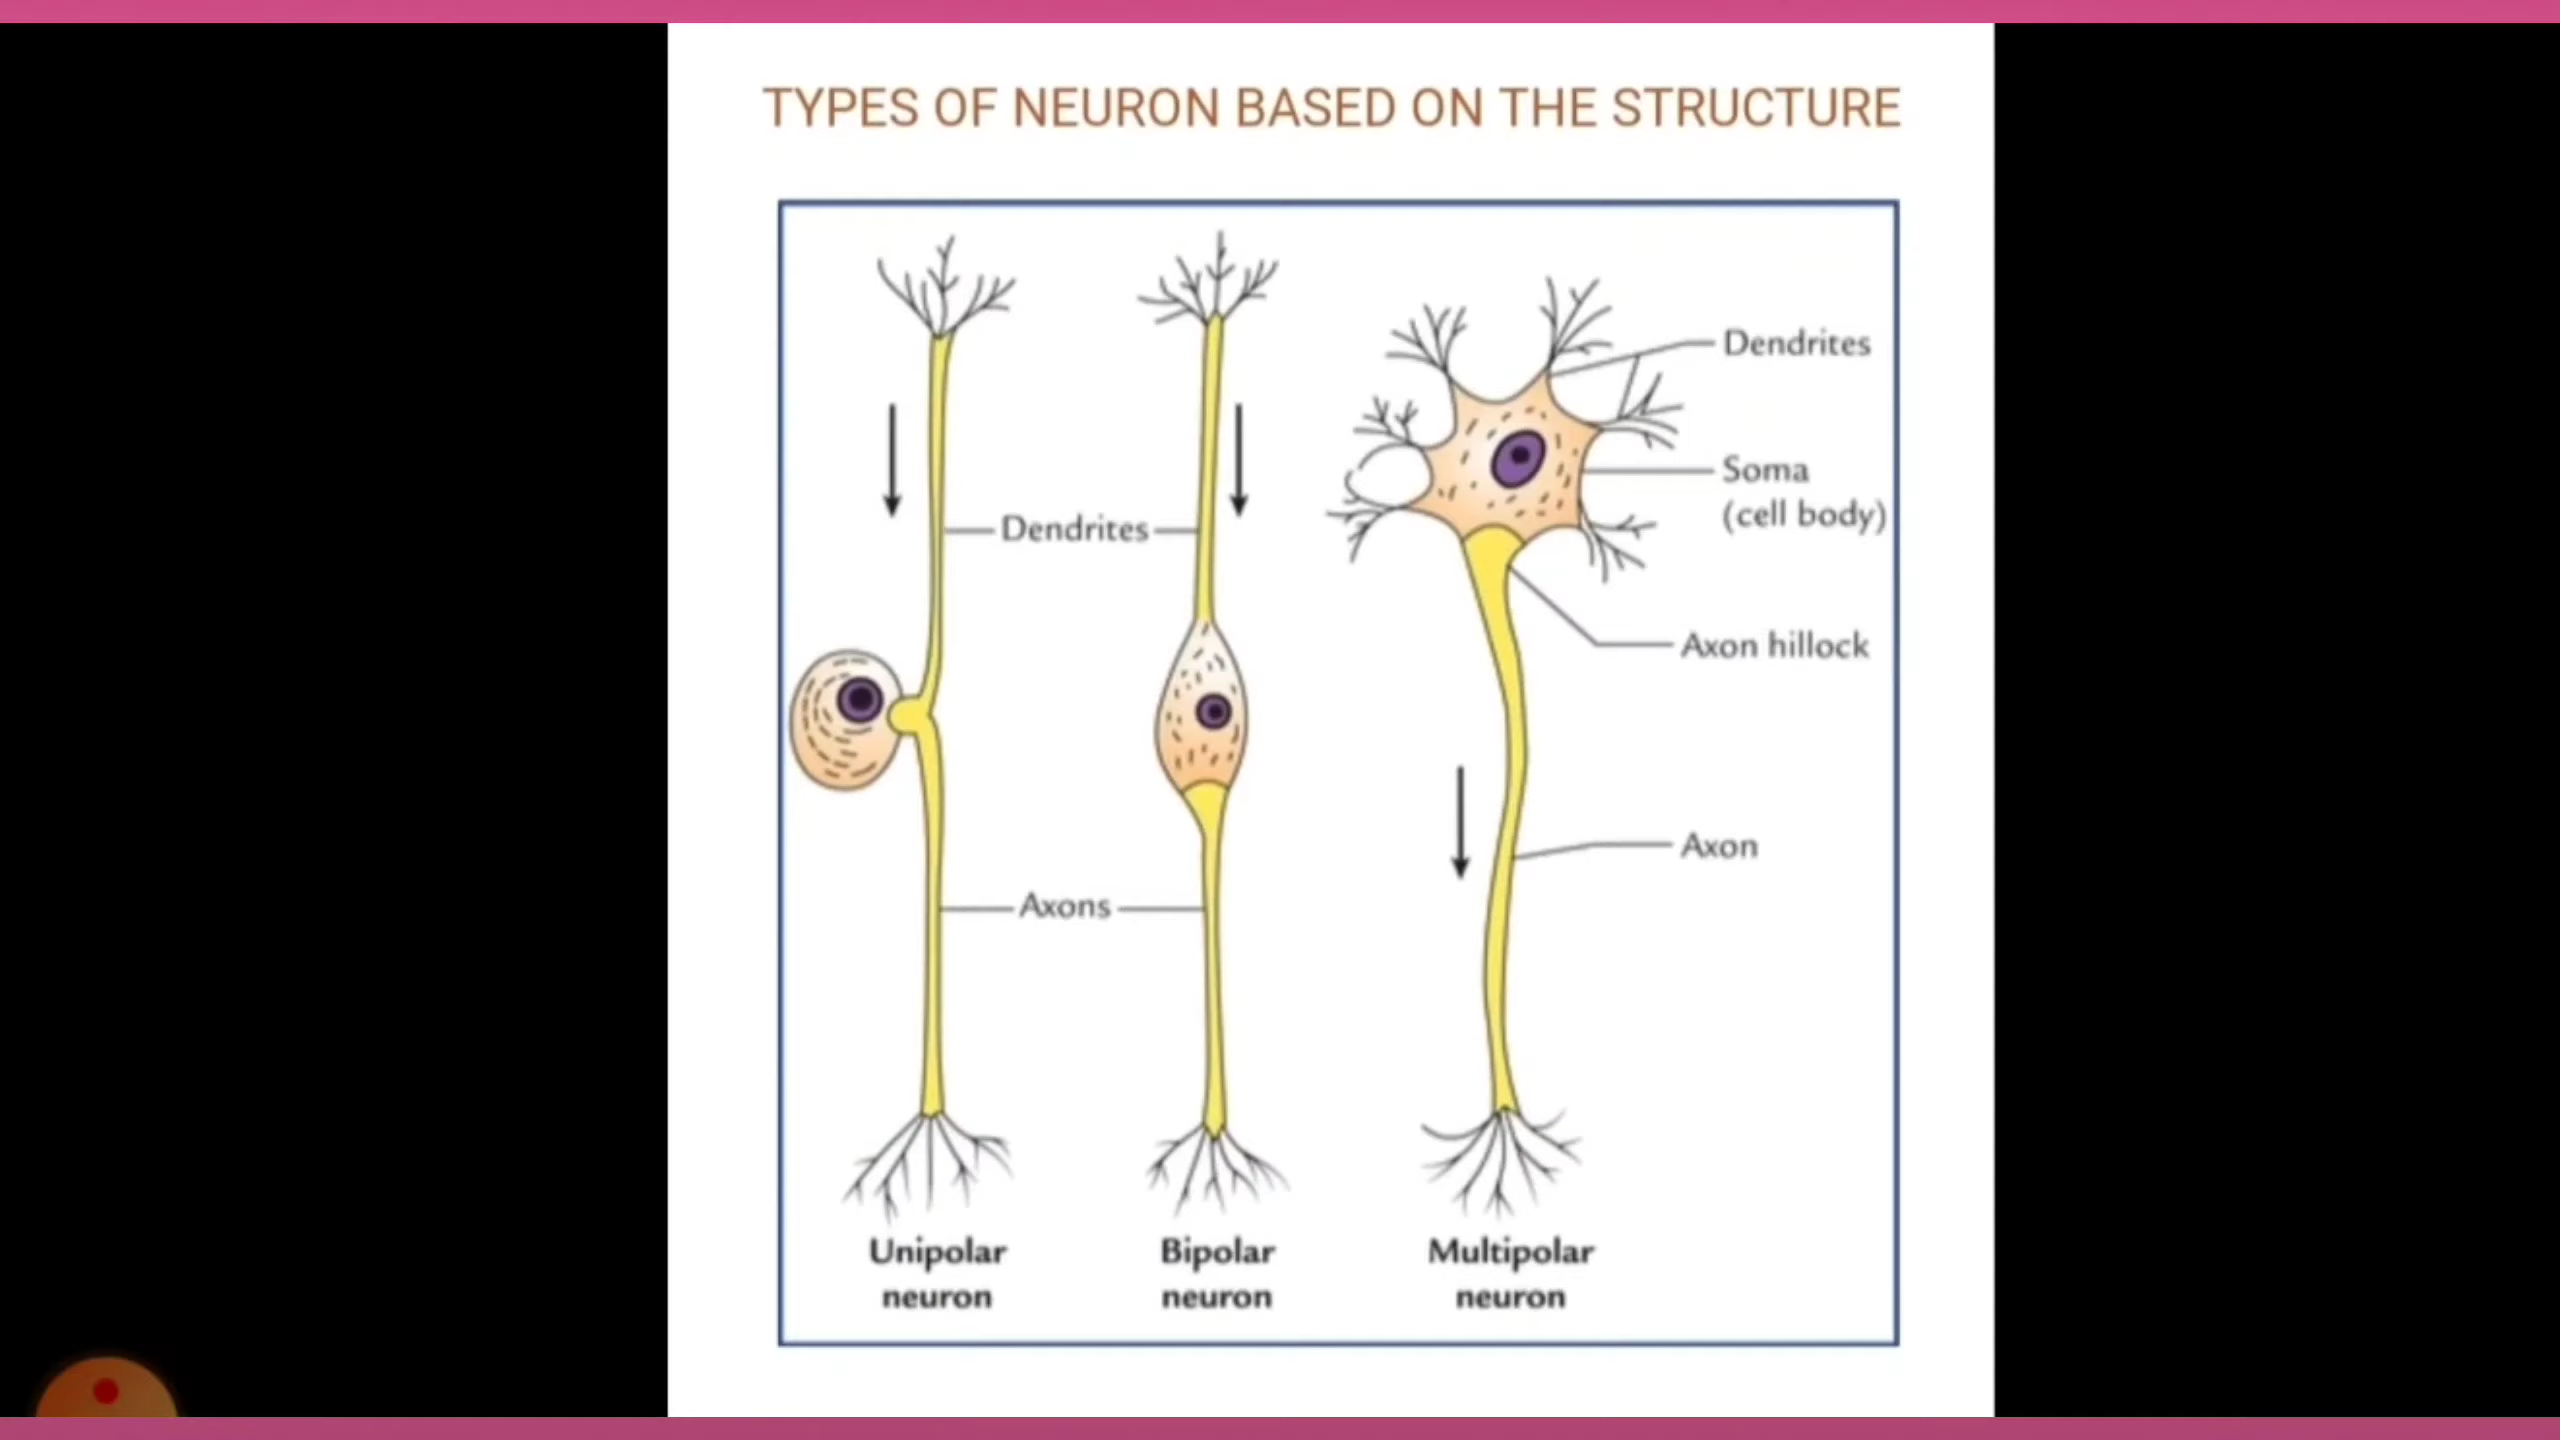 TYPES OF NEURON BASED ON THE STRUCTURE
Dendrites
Soma
(cell body)
Dendrites
Axon hillock
Axon
Axons
Unipolar
neuron
Bipolar
neuron
Multipolar
neuron